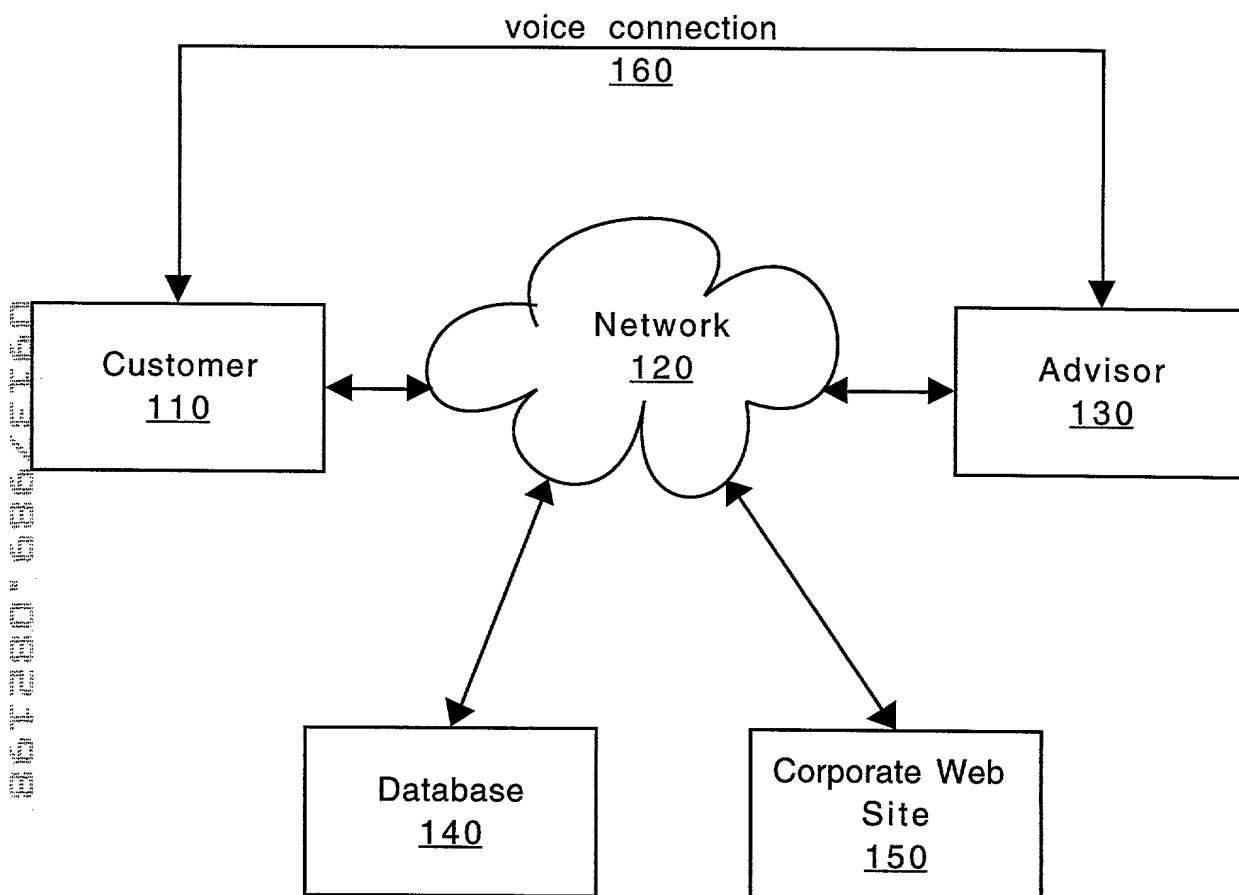 voice connection
160
Network
120
Customer
110
Advisor
130
Database
140
Corporate Web
Site
150